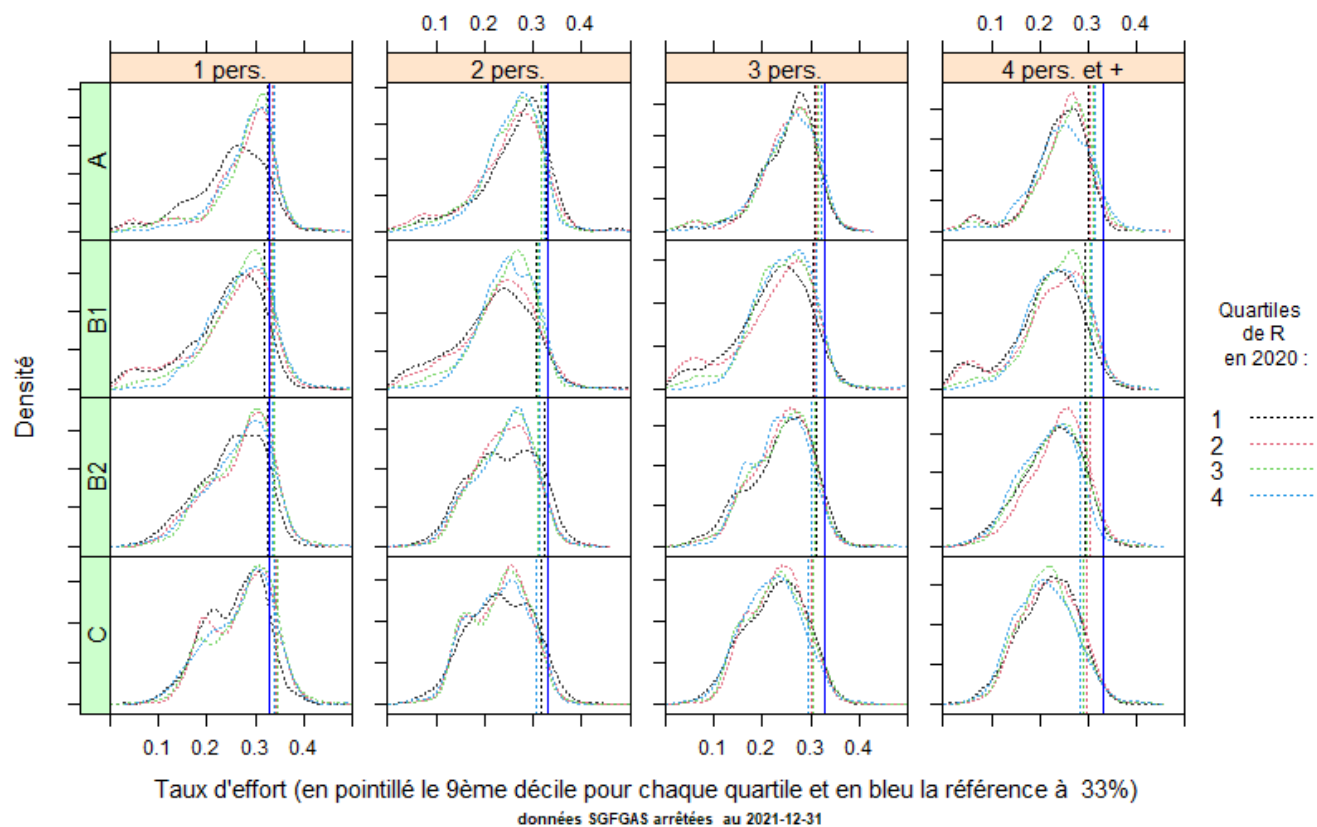 0.1 0.2 0.3 0.4 0.1 0.2 0.3 0.4
1 pers. 2 pers. 3 pers. 4 pers. et +
A
B1
B2
C
Densité
Quartiles
de R
en 2020 :
1
2
3
4
0.1 0.2 0.3 0.4 0.1 0.2 0.3 0.4
Taux d'effort (en pointillé le 9ème décile pour chaque quartile et en bleu la référence à 33%)
données SGFGAS arrêtées au 2021-12-31